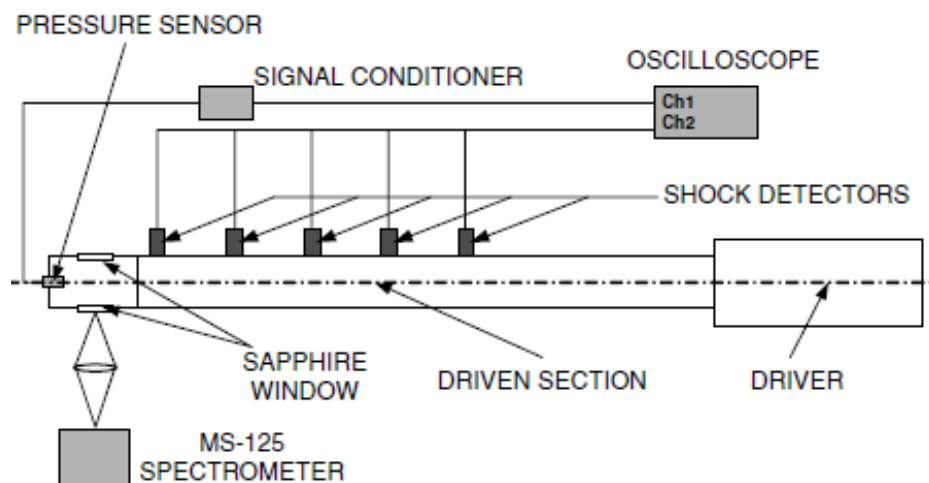 PRESSURE SENSOR
SIGNAL CONDITIONER
OSCILLOSCOPE
Ch1
Ch2
SHOCK DETECTORS
SAPPHIRE
WINDOW
DRIVEN SECTION
DRIVER
MS-125
SPECTROMETER